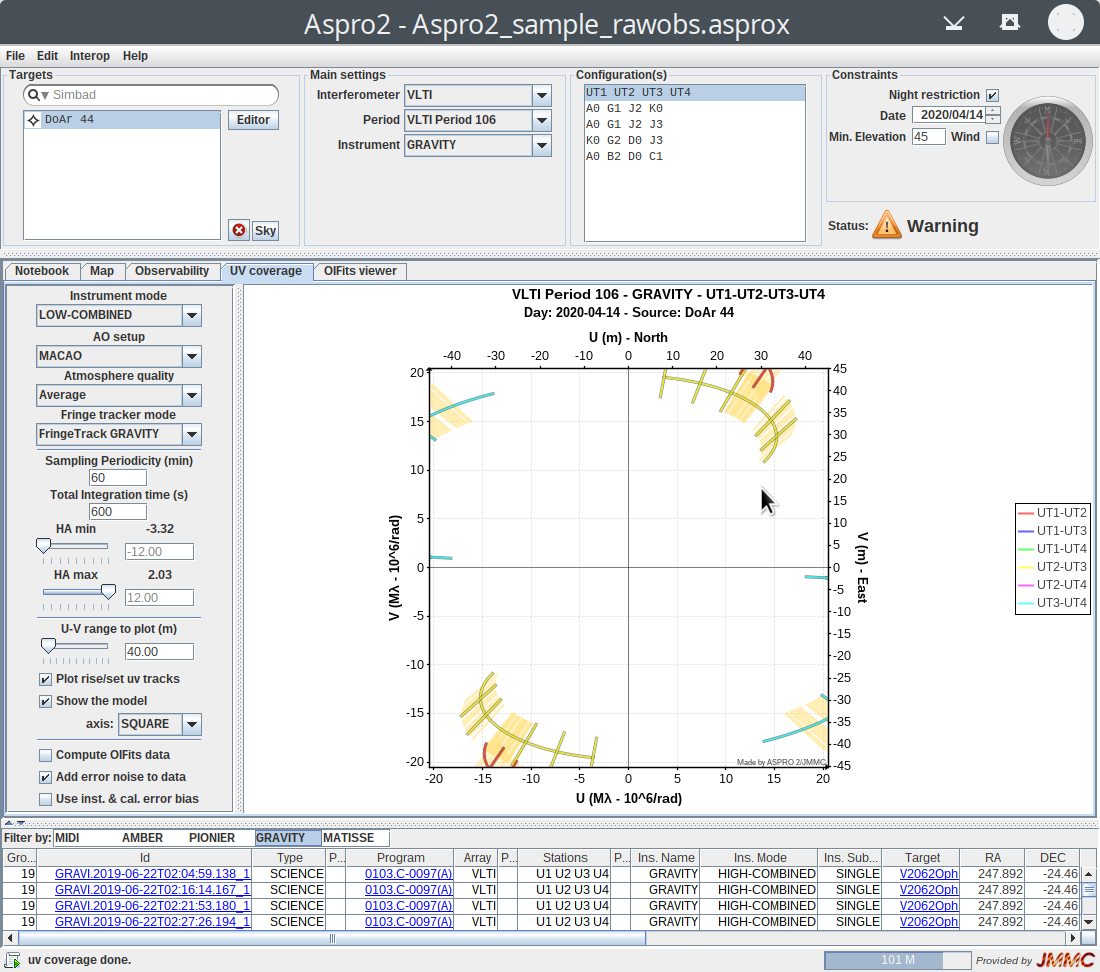 Aspro2 - Aspro2_sample_rawobs.asprox
File Edit Interop Help
Targets
Simbad
DoAr 44
Editor
Sky
Main settings
Interferometer VLTI
Period VLTI Period 106
Instrument GRAVITY
Configuration(s)
UT1 UT2 UT3 UT4
A0 G1 J2 K0
A0 G1 J2 J3
K0 G2 D0 J3
A0 B2 D0 C1
Constraints
Night restriction
Date 2020/04/14
Min. Elevation 45 Wind
Status: Warning
Notebook Map Observability UV coverage OIFits viewer
Instrument mode
LOW-COMBINED
AO setup
MACAO
Atmosphere quality
Average
Fringe tracker mode
FringeTrack GRAVITY
Sampling Periodicity (min)
60
Total Integration time (s)
600
HA min -3.32
-12.00
HA max 2.03
12.00
U-V range to plot (m)
40.00
Plot rise/set uv tracks
Show the model
axis: SQUARE
Compute OIFits data
Add error noise to data
Use inst. & cal. error bias
VLTI Period 106 - GRAVITY - UT1-UT2-UT3-UT4
Day: 2020-04-14 - Source: DoAr 44
U (m) - North
-40 -30 -20 -10 0 10 20 30 40
V (Mλ - 10^6/rad)
20
15
10
5
0
-5
-10
-15
-20
45
40
35
30
25
20
15
10
5
0
-5
-10
-15
-20
-25
-30
-35
-40
-45
V (m) - East
Made by ASPRO 2/JMMC
-20 -15 -10 -5 0 5 10 15 20
U (Mλ - 10^6/rad)
UT1-UT2
UT1-UT3
UT1-UT4
UT2-UT3
UT2-UT4
UT3-UT4
Filter by: MIDI AMBER PIONIER GRAVITY MATISSE
Gro... Id Type P... Program Array P... Stations P... Ins. Name Ins. Mode Ins. Sub... Target RA DEC
19 GRAVI.2019-06-22T02:04:59.138_1 SCIENCE 0103.C-0097(A) VLTI U1 U2 U3 U4 GRAVITY HIGH-COMBINED SINGLE V2062Oph 247.892 -24.46
19 GRAVI.2019-06-22T02:16:14.167_1 SCIENCE 0103.C-0097(A) VLTI U1 U2 U3 U4 GRAVITY HIGH-COMBINED SINGLE V2062Oph 247.892 -24.46
19 GRAVI.2019-06-22T02:21:53.180_1 SCIENCE 0103.C-0097(A) VLTI U1 U2 U3 U4 GRAVITY HIGH-COMBINED SINGLE V2062Oph 247.892 -24.46
19 GRAVI.2019-06-22T02:27:26.194_1 SCIENCE 0103.C-0097(A) VLTI U1 U2 U3 U4 GRAVITY HIGH-COMBINED SINGLE V2062Oph 247.892 -24.46
uv coverage done.
101 M
Provided by JMMC